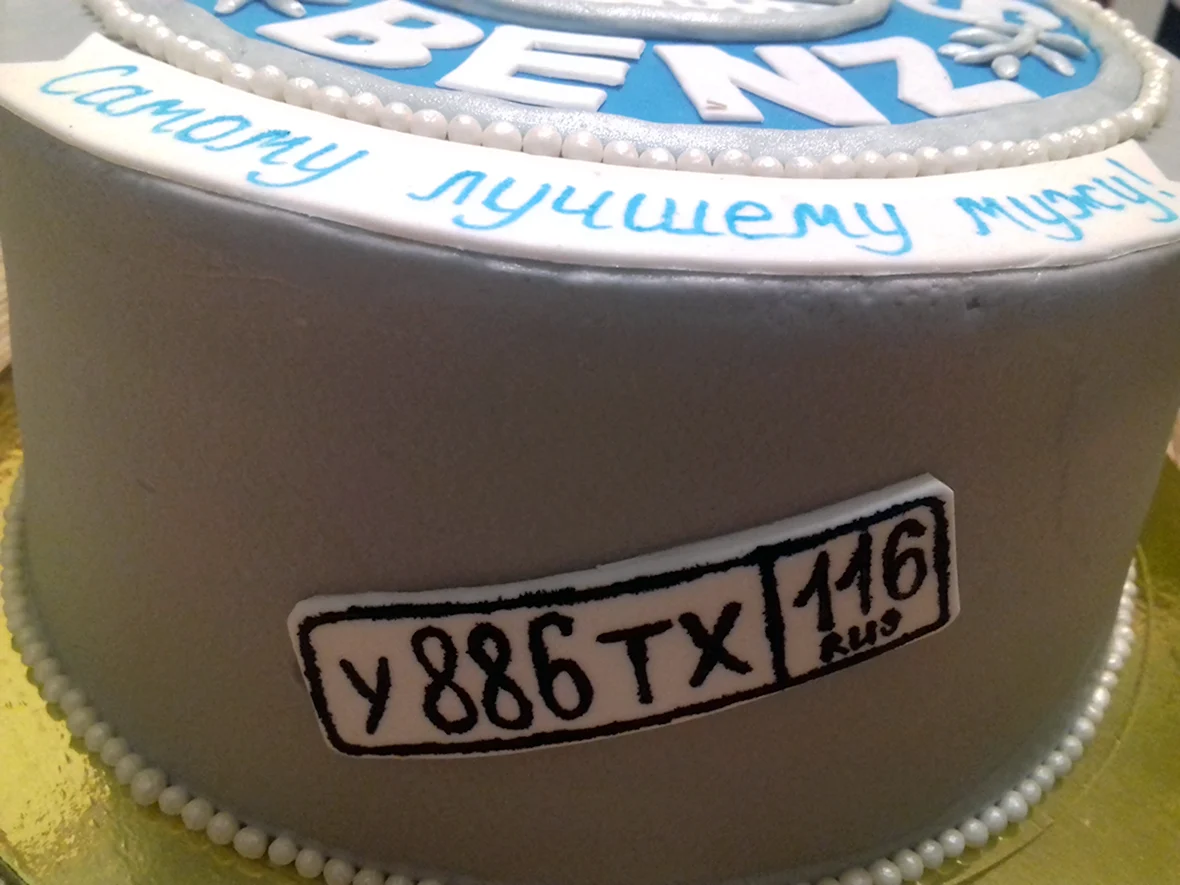 BENZ
Самому лучшему мужу!
У886ТХ 116
RUS